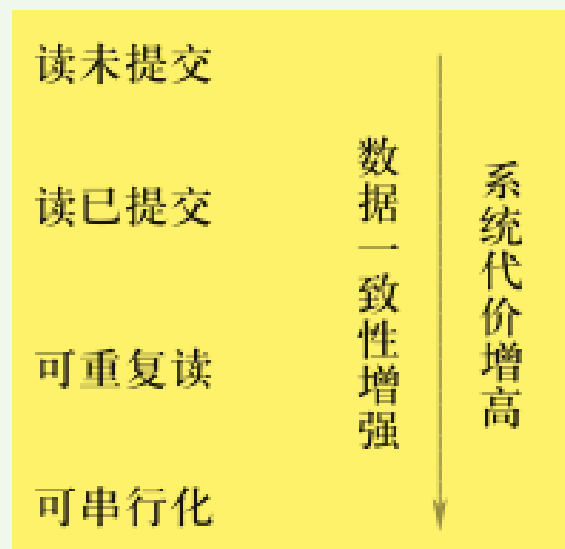 读未提交
读已提交
可重复读
可串行化
数据一致性增强
系统代价增高